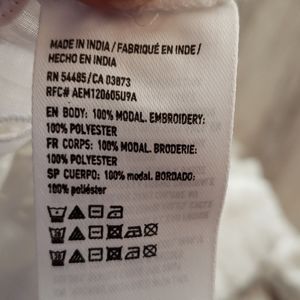 MADE IN INDIA / FABRIQUÉ EN INDE /
HECHO EN INDIA
RN 54485/CA 03873
RFC# AEM120605U9A
EN BODY: 100% MODAL. EMBROIDERY:
100% POLYESTER
FR CORPS: 100% MODAL. BRODERIE:
100% POLYESTER
SP CUERPO: 100% modal. BORDADO:
100% poliéster